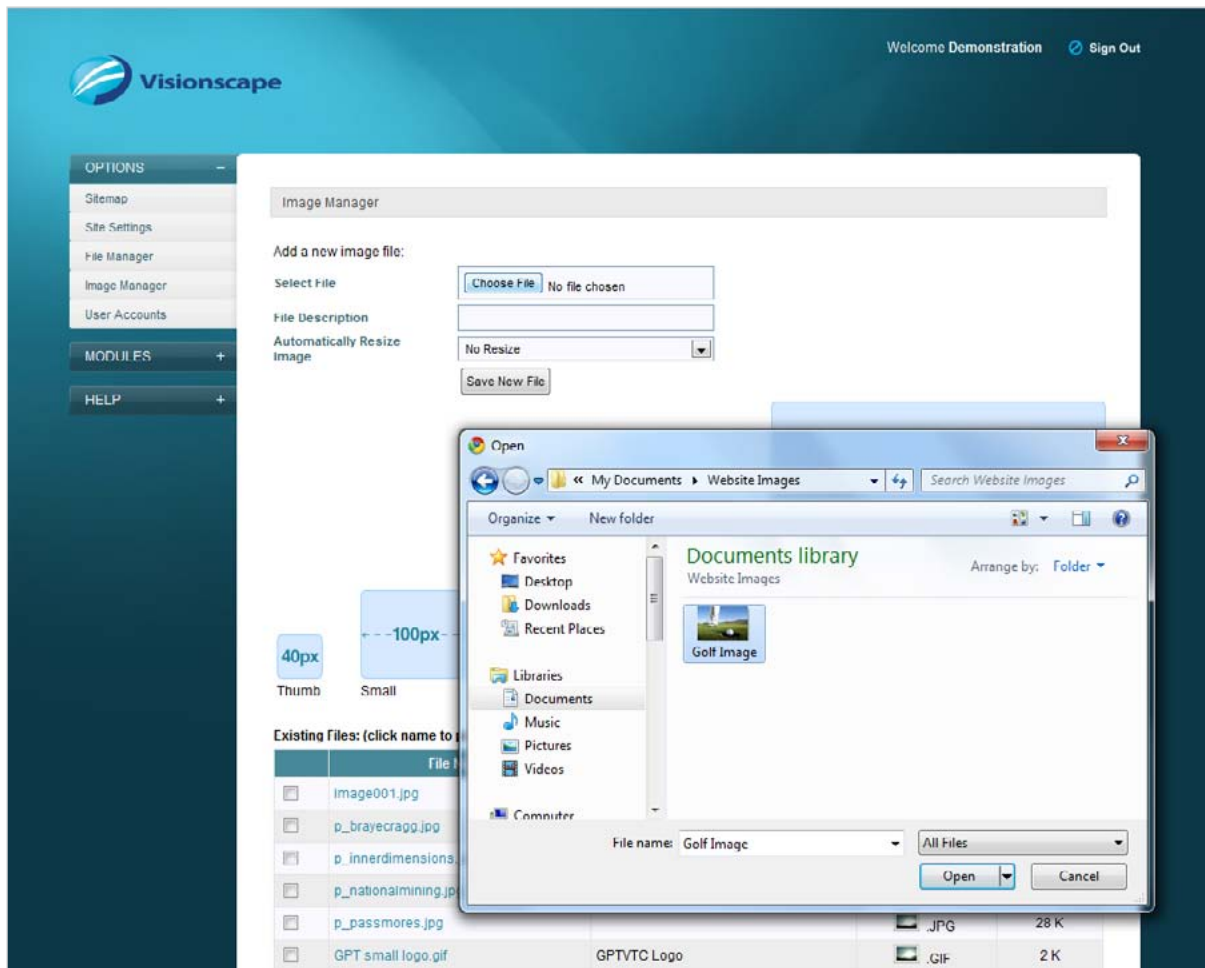 Welcome Demonstration
Sign Out
Visionscape
OPTIONS –
Sitemap
Site Settings
File Manager
Image Manager
User Accounts
MODULES +
HELP +
Image Manager
Add a new image file:
Select File
Choose File No file chosen
File Description
Automatically Resize
Image
No Resize
Save New File
Open
« My Documents Website Images
Search Website Images
Organize
New folder
Favorites
Desktop
Downloads
Recent Places
Libraries
Documents
Music
Pictures
Videos
Computer
Documents library
Website Images
Arrange by: Folder
Golf Image
File name: Golf Image
All Files
Open
Cancel
40px
Thumb
100px
Small
Existing Files: (click name to
File
image001.jpg
p_brayecragg.jpg
p_innerdimensions.
p_nationalmining.jp
p_passmores.jpg .JPG 28 K
GPT small logo.gif GPTVTC Logo .GIF 2 K